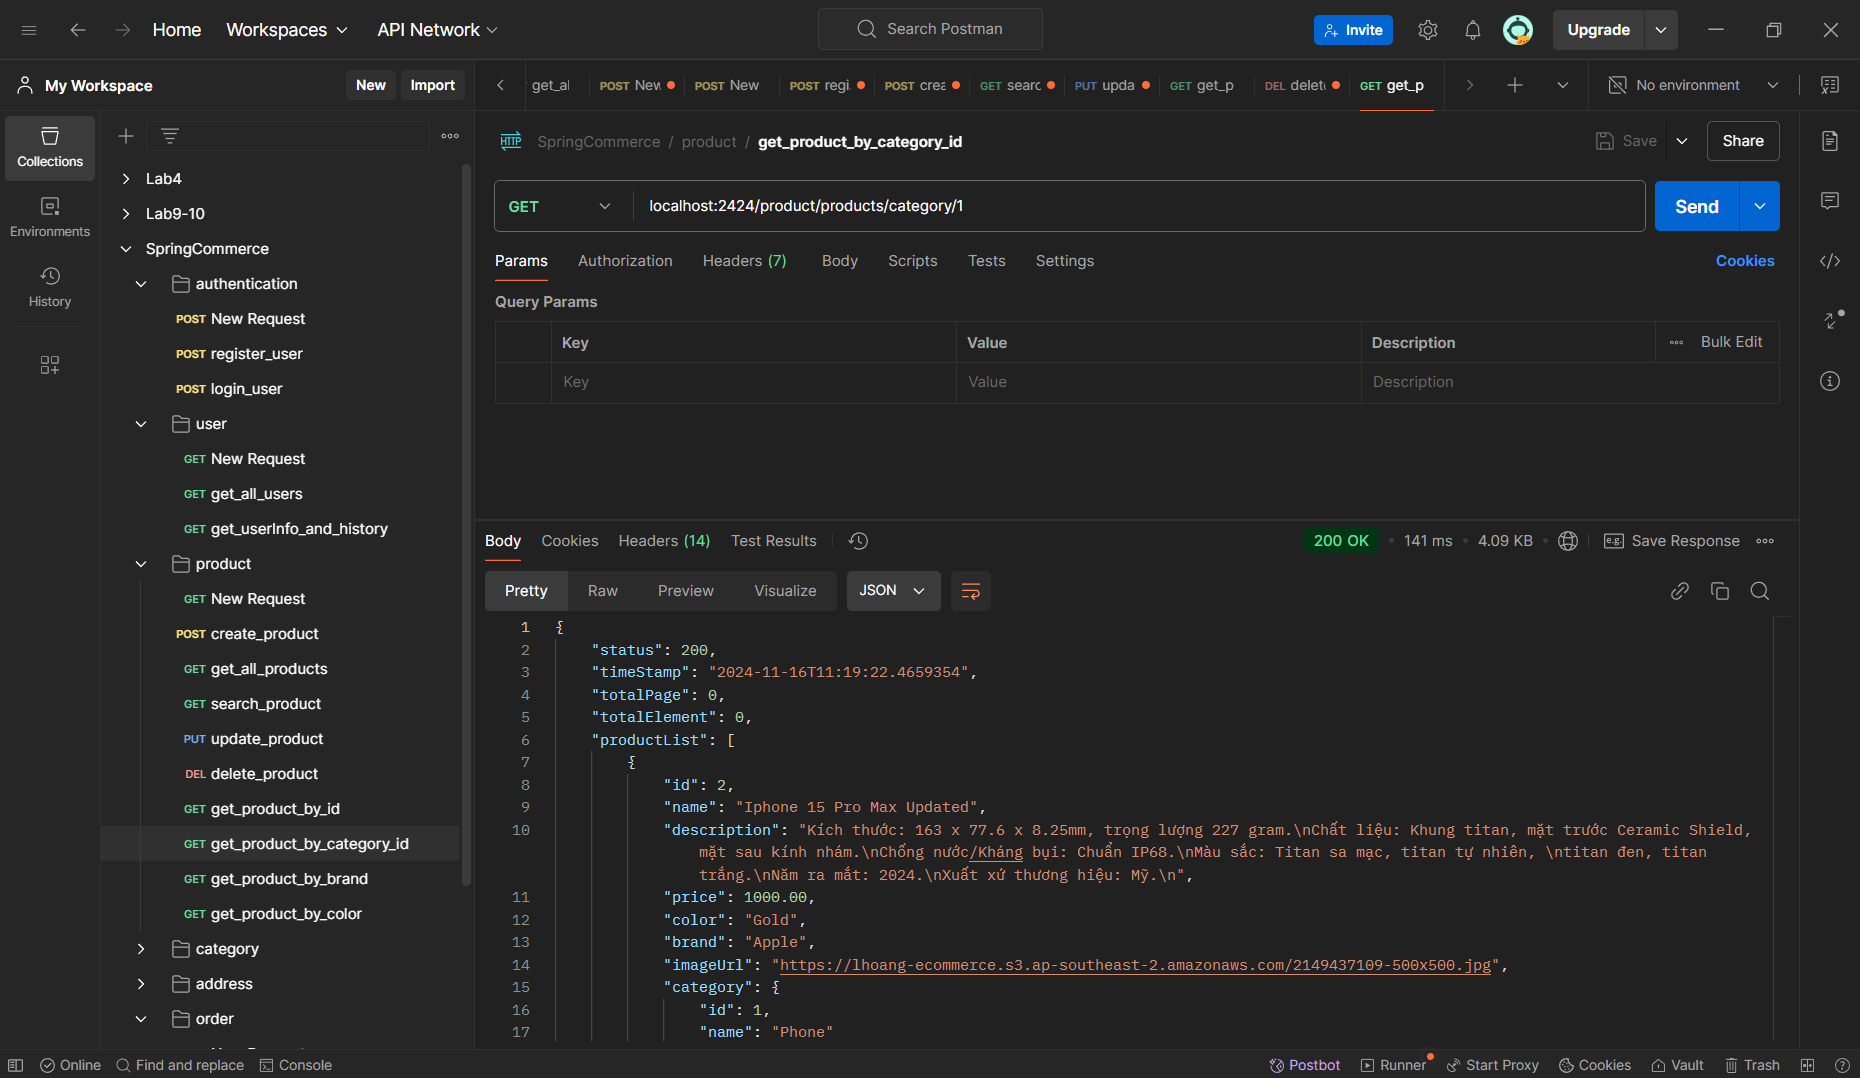 Home
Workspaces
API Network
Search Postman
Invite
Upgrade
My Workspace
New
Import
get_al
POST New
POST New
POST regi
POST crea
GET searc
PUT upda
GET get_p
DEL delet
GET get_p
No environment
Collections
Environments
History
Lab4
Lab9-10
SpringCommerce
authentication
POST New Request
POST register_user
POST login_user
user
GET New Request
GET get_all_users
GET get_userInfo_and_history
product
GET New Request
POST create_product
GET get_all_products
GET search_product
PUT update_product
DEL delete_product
GET get_product_by_id
GET get_product_by_category_id
GET get_product_by_brand
GET get_product_by_color
category
address
order
HTTP SpringCommerce / product / get_product_by_category_id
Save
Share
GET
localhost:2424/product/products/category/1
Send
Params Authorization Headers (7) Body Scripts Tests Settings
Cookies
Query Params
Key Value Description Bulk Edit
Key Value Description
Body Cookies Headers (14) Test Results
200 OK • 141 ms • 4.09 KB •
e.g. Save Response
Pretty Raw Preview Visualize JSON
1 {
2 "status": 200,
3 "timeStamp": "2024-11-16T11:19:22.4659354",
4 "totalPage": 0,
5 "totalElement": 0,
6 "productList": [
7 {
8 "id": 2,
9 "name": "Iphone 15 Pro Max Updated",
10 "description": "Kích thước: 163 x 77.6 x 8.25mm, trọng lượng 227 gram.\nChất liệu: Khung titan, mặt trước Ceramic Shield,
mặt sau kính nhám.\nChống nước/Kháng bụi: Chuẩn IP68.\nMàu sắc: Titan sa mạc, titan tự nhiên, \ntitan đen, titan
trắng.\nNăm ra mắt: 2024.\nXuất xứ thương hiệu: Mỹ.\n",
11 "price": 1000.00,
12 "color": "Gold",
13 "brand": "Apple",
14 "imageUrl": "https://lhoang-ecommerce.s3.ap-southeast-2.amazonaws.com/2149437109-500x500.jpg",
15 "category": {
16 "id": 1,
17 "name": "Phone"
Online
Find and replace
Console
Postbot
Runner
Start Proxy
Cookies
Vault
Trash